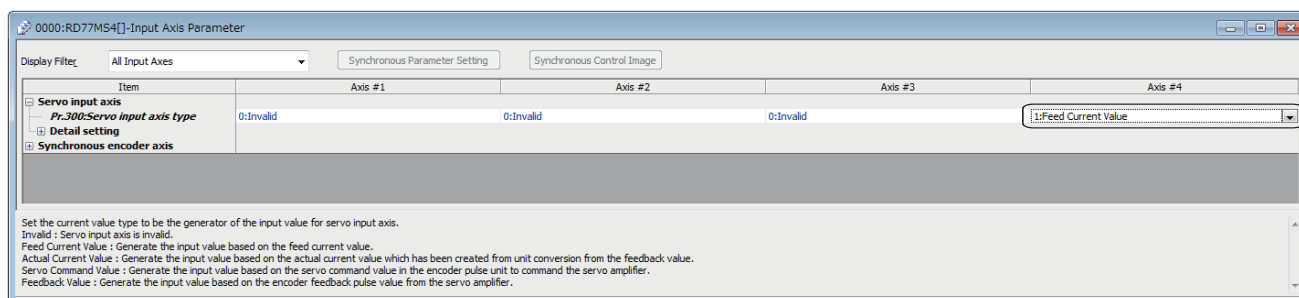 0000:RD77MS4[]-Input Axis Parameter
Display Filter All Input Axes Synchronous Parameter Setting Synchronous Control Image
Item Axis #1 Axis #2 Axis #3 Axis #4
Servo input axis
Pr.300:Servo input axis type 0:Invalid 0:Invalid 0:Invalid 1:Feed Current Value
Detail setting
Synchronous encoder axis
Set the current value type to be the generator of the input value for servo input axis.
Invalid : Servo input axis is invalid.
Feed Current Value : Generate the input value based on the feed current value.
Actual Current Value : Generate the input value based on the actual current value which has been created from unit conversion from the feedback value.
Servo Command Value : Generate the input value based on the servo command value in the encoder pulse unit to command the servo amplifier.
Feedback Value : Generate the input value based on the encoder feedback pulse value from the servo amplifier.